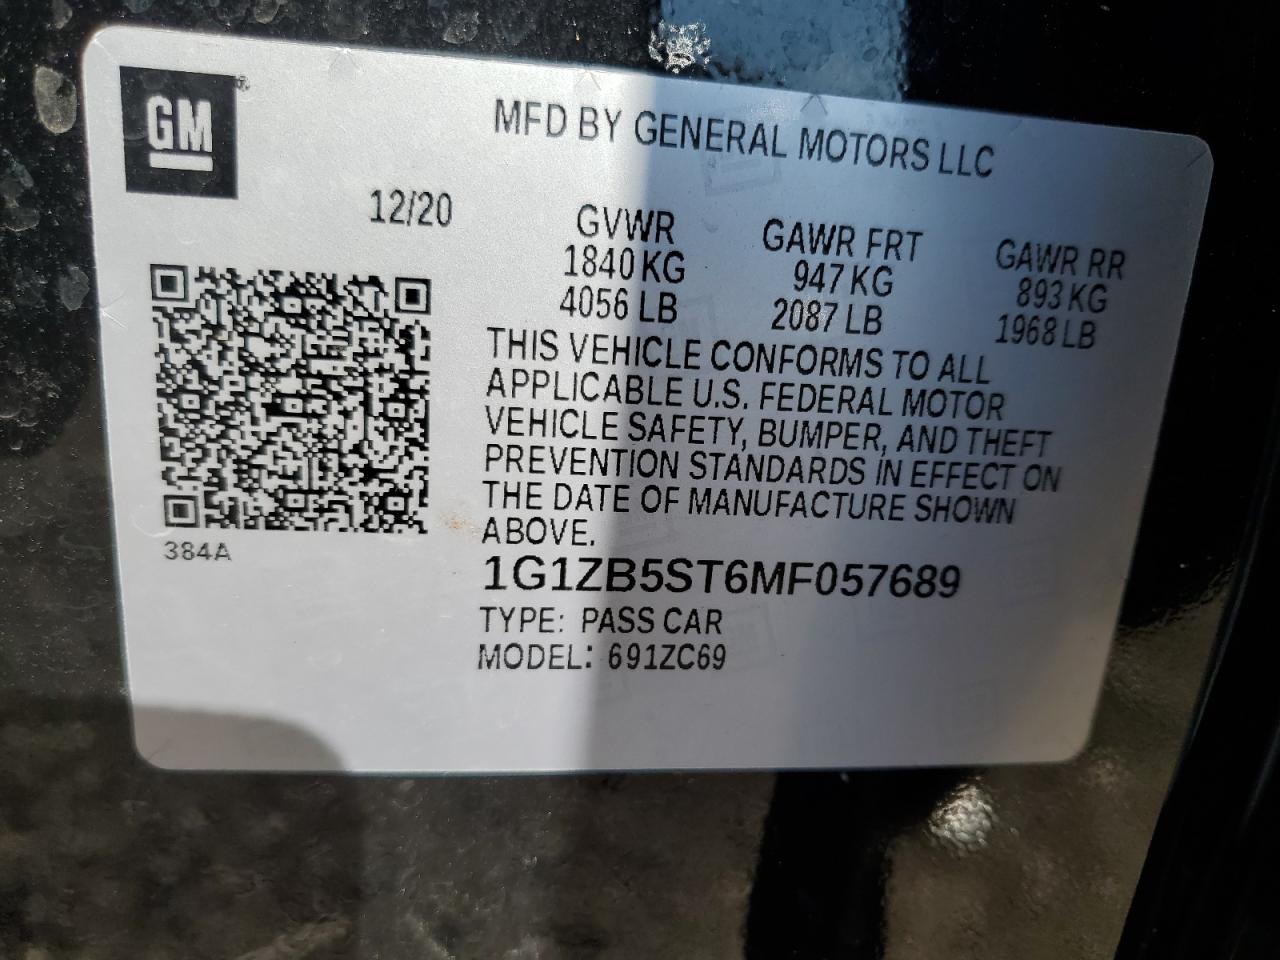 GM
MFD BY GENERAL MOTORS LLC
12/20
GVWR GAWR FRT GAWR RR
1840 KG 947 KG 893 KG
4056 LB 2087 LB 1968 LB
THIS VEHICLE CONFORMS TO ALL
APPLICABLE U.S. FEDERAL MOTOR
VEHICLE SAFETY, BUMPER, AND THEFT
PREVENTION STANDARDS IN EFFECT ON
THE DATE OF MANUFACTURE SHOWN
ABOVE.
384A
1G1ZB5ST6MF057689
TYPE: PASS CAR
MODEL: 691ZC69